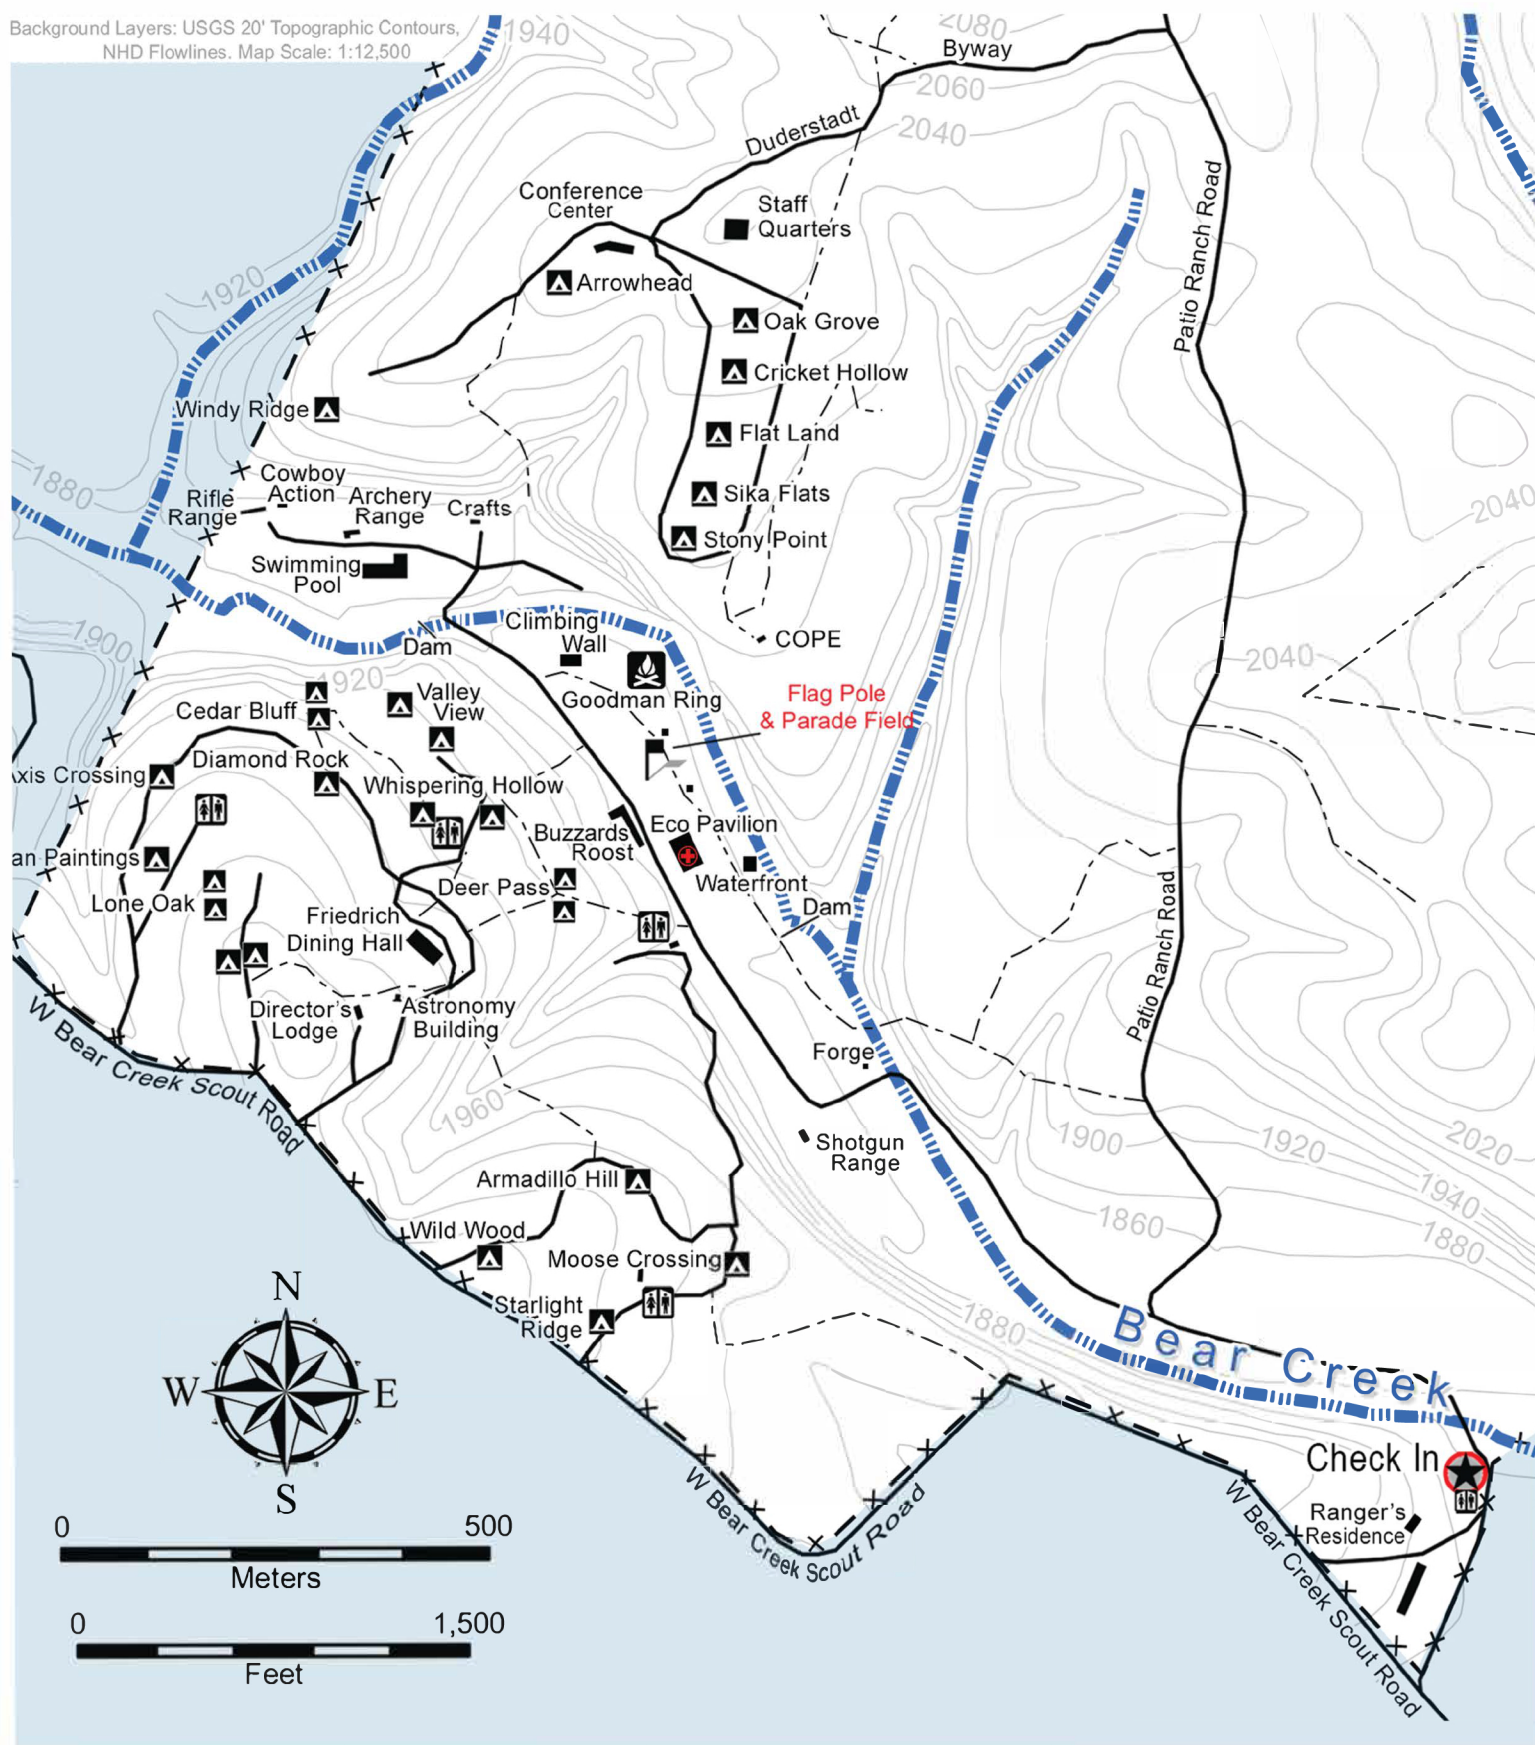 Background Layers: USGS 20' Topographic Contours,
NHD Flowlines. Map Scale: 1:12,500
1940
2080
Byway
2060
2040
Duderstadt
Conference
Center
Staff
Quarters
Patio Ranch Road
1920
Arrowhead
Oak Grove
Cricket Hollow
Windy Ridge
Flat Land
1880
Cowboy
Action
Rifle
Range
Archery
Range
Crafts
Sika Flats
2040
Stony Point
Swimming
Pool
1900
Climbing
Wall
Dam
COPE
2040
1920
Goodman Ring
Flag Pole
& Parade Field
Valley
View
Cedar Bluff
Diamond Rock
xis Crossing
Whispering Hollow
Buzzards
Roost
Eco Pavilion
an Paintings
Waterfront
Deer Pass
Lone Oak
Dam
Friedrich
Dining Hall
Patio Ranch Road
Director's
Lodge
Astronomy
Building
W Bear Creek Scout Road
Forge
1960
Shotgun
Range
1900
1920
2020
Armadillo Hill
1940
Wild Wood
1860
1880
Moose Crossing
Starlight
Ridge
1880
Bear Creek
N
W
E
S
Check In
W Bear Creek Scout Road
W Bear Creek Scout Road
Ranger's
Residence
0
500
Meters
0
1,500
Feet